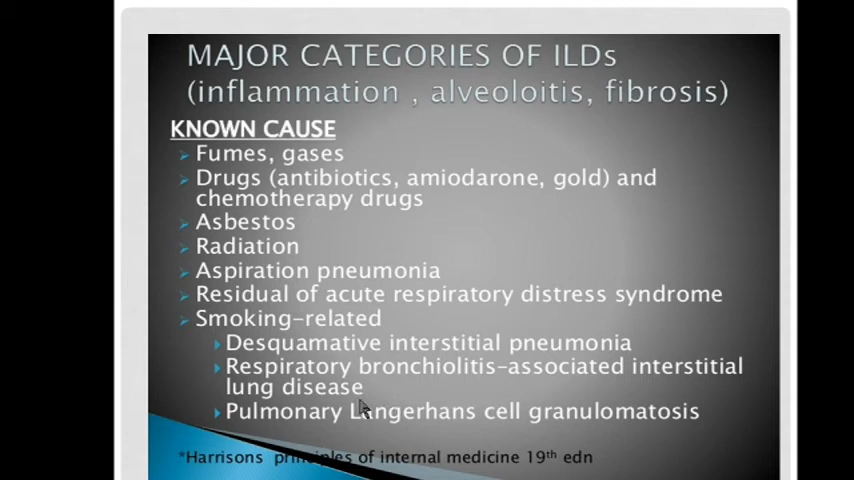 MAJOR CATEGORIES OF ILDs
(inflammation , alveoloitis, fibrosis)
KNOWN CAUSE
Fumes, gases
Drugs (antibiotics, amiodarone, gold) and
chemotherapy drugs
Asbestos
Radiation
Aspiration pneumonia
Residual of acute respiratory distress syndrome
Smoking-related
Desquamative interstitial pneumonia
Respiratory bronchiolitis-associated interstitial
lung disease
Pulmonary Langerhans cell granulomatosis
*Harrisons principles of internal medicine 19th edn